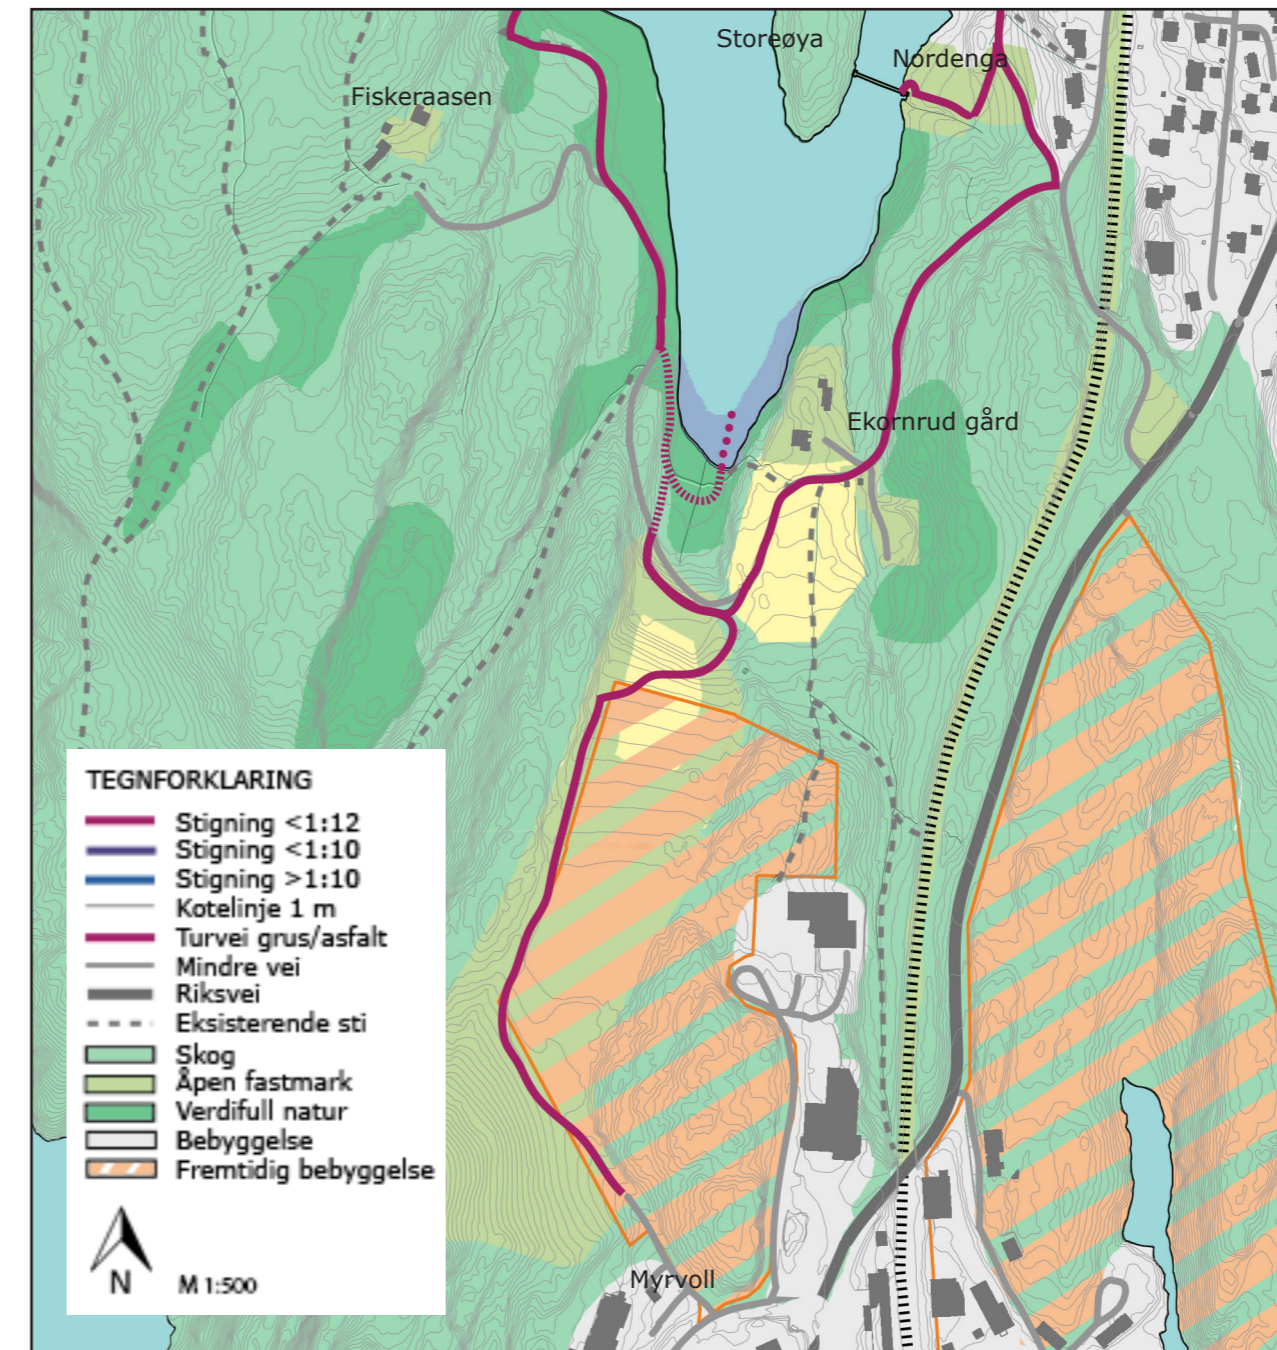 Storeøya
Nordenga
Fiskeraasen
Ekornrud gård
TEGNFORKLARING
Stigning <1:12
Stigning <1:10
Stigning >1:10
Kotelinje 1 m
Turvei grus/asfalt
Mindre vei
Riksvei
Eksisterende sti
Skog
Åpen fastmark
Verdifull natur
Bebyggelse
Fremtidig bebyggelse
N M 1:500
Myrvoll